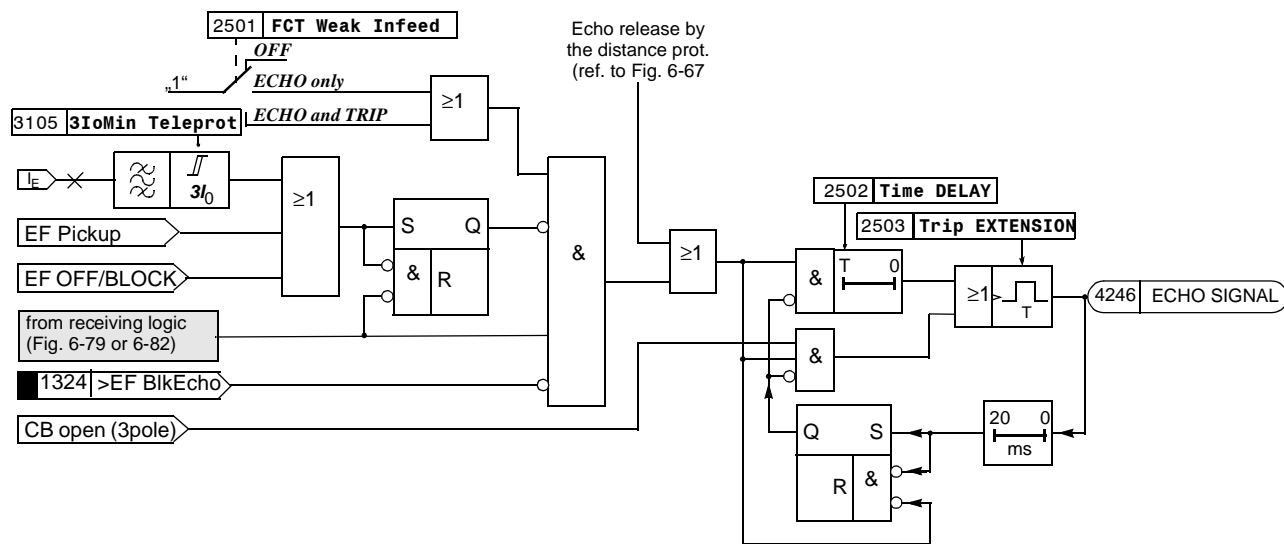 2501 FCT Weak Infeed
OFF
„1“
ECHO only
ECHO and TRIP
≥1
Echo release by
the distance prot.
(ref. to Fig. 6-67
3105 3IoMin Teleprot
IE
3I0
≥1
EF Pickup
EF OFF/BLOCK
S Q
& R
from receiving logic
(Fig. 6-79 or 6-82)
1324 >EF BlkEcho
CB open (3pole)
&
≥1
2502 Time DELAY
2503 Trip EXTENSION
&
T 0
≥1
T
4246 ECHO SIGNAL
&
Q S
R &
20 0
ms